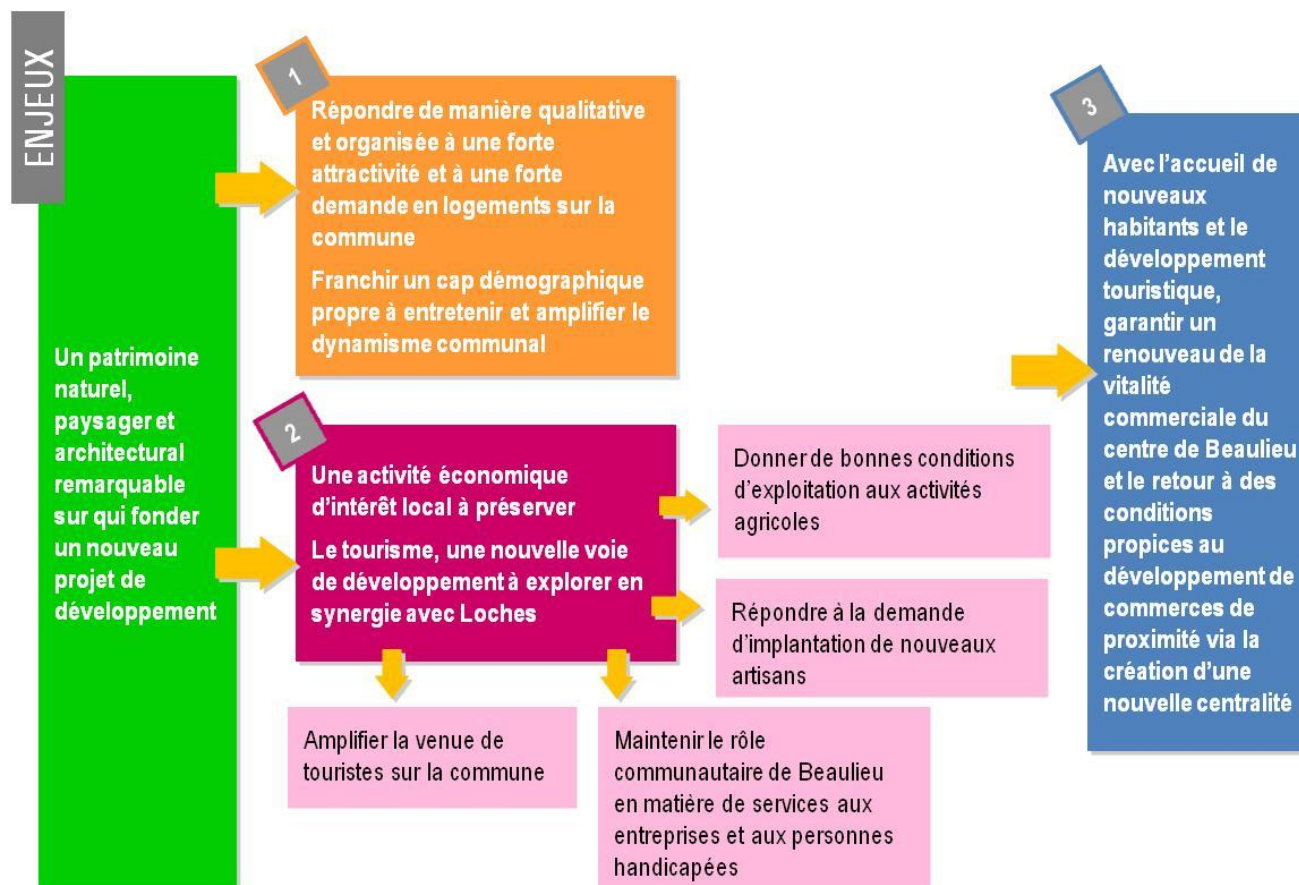 ENJEUX
Un patrimoine
naturel,
paysager et
architectural
remarquable
sur qui fonder
un nouveau
projet de
développement
1
Répondre de manière qualitative
et organisée à une forte
attractivité et à une forte
demande en logements sur la
commune
Franchir un cap démographique
propre à entretenir et amplifier le
dynamisme communal
2
Une activité économique
d'intérêt local à préserver
Le tourisme, une nouvelle voie
de développement à explorer en
synergie avec Loches
Donner de bonnes conditions
d'exploitation aux activités
agricoles
Répondre à la demande
d'implantation de nouveaux
artisans
Amplifier la venue de
touristes sur la commune
Maintenir le rôle
communautaire de Beaulieu
en matière de services aux
entreprises et aux personnes
handicapées
3
Avec l'accueil de
nouveaux
habitants et le
développement
touristique,
garantir un
renouveau de la
vitalité
commerciale du
centre de Beaulieu
et le retour à des
conditions
propices au
développement de
commerces de
proximité via la
création d'une
nouvelle centralité